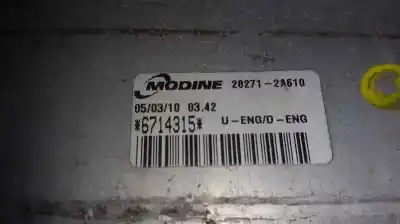 MODINE 28271-2A610
05/03/10 03.42
*6714315* U-ENG/D-ENG